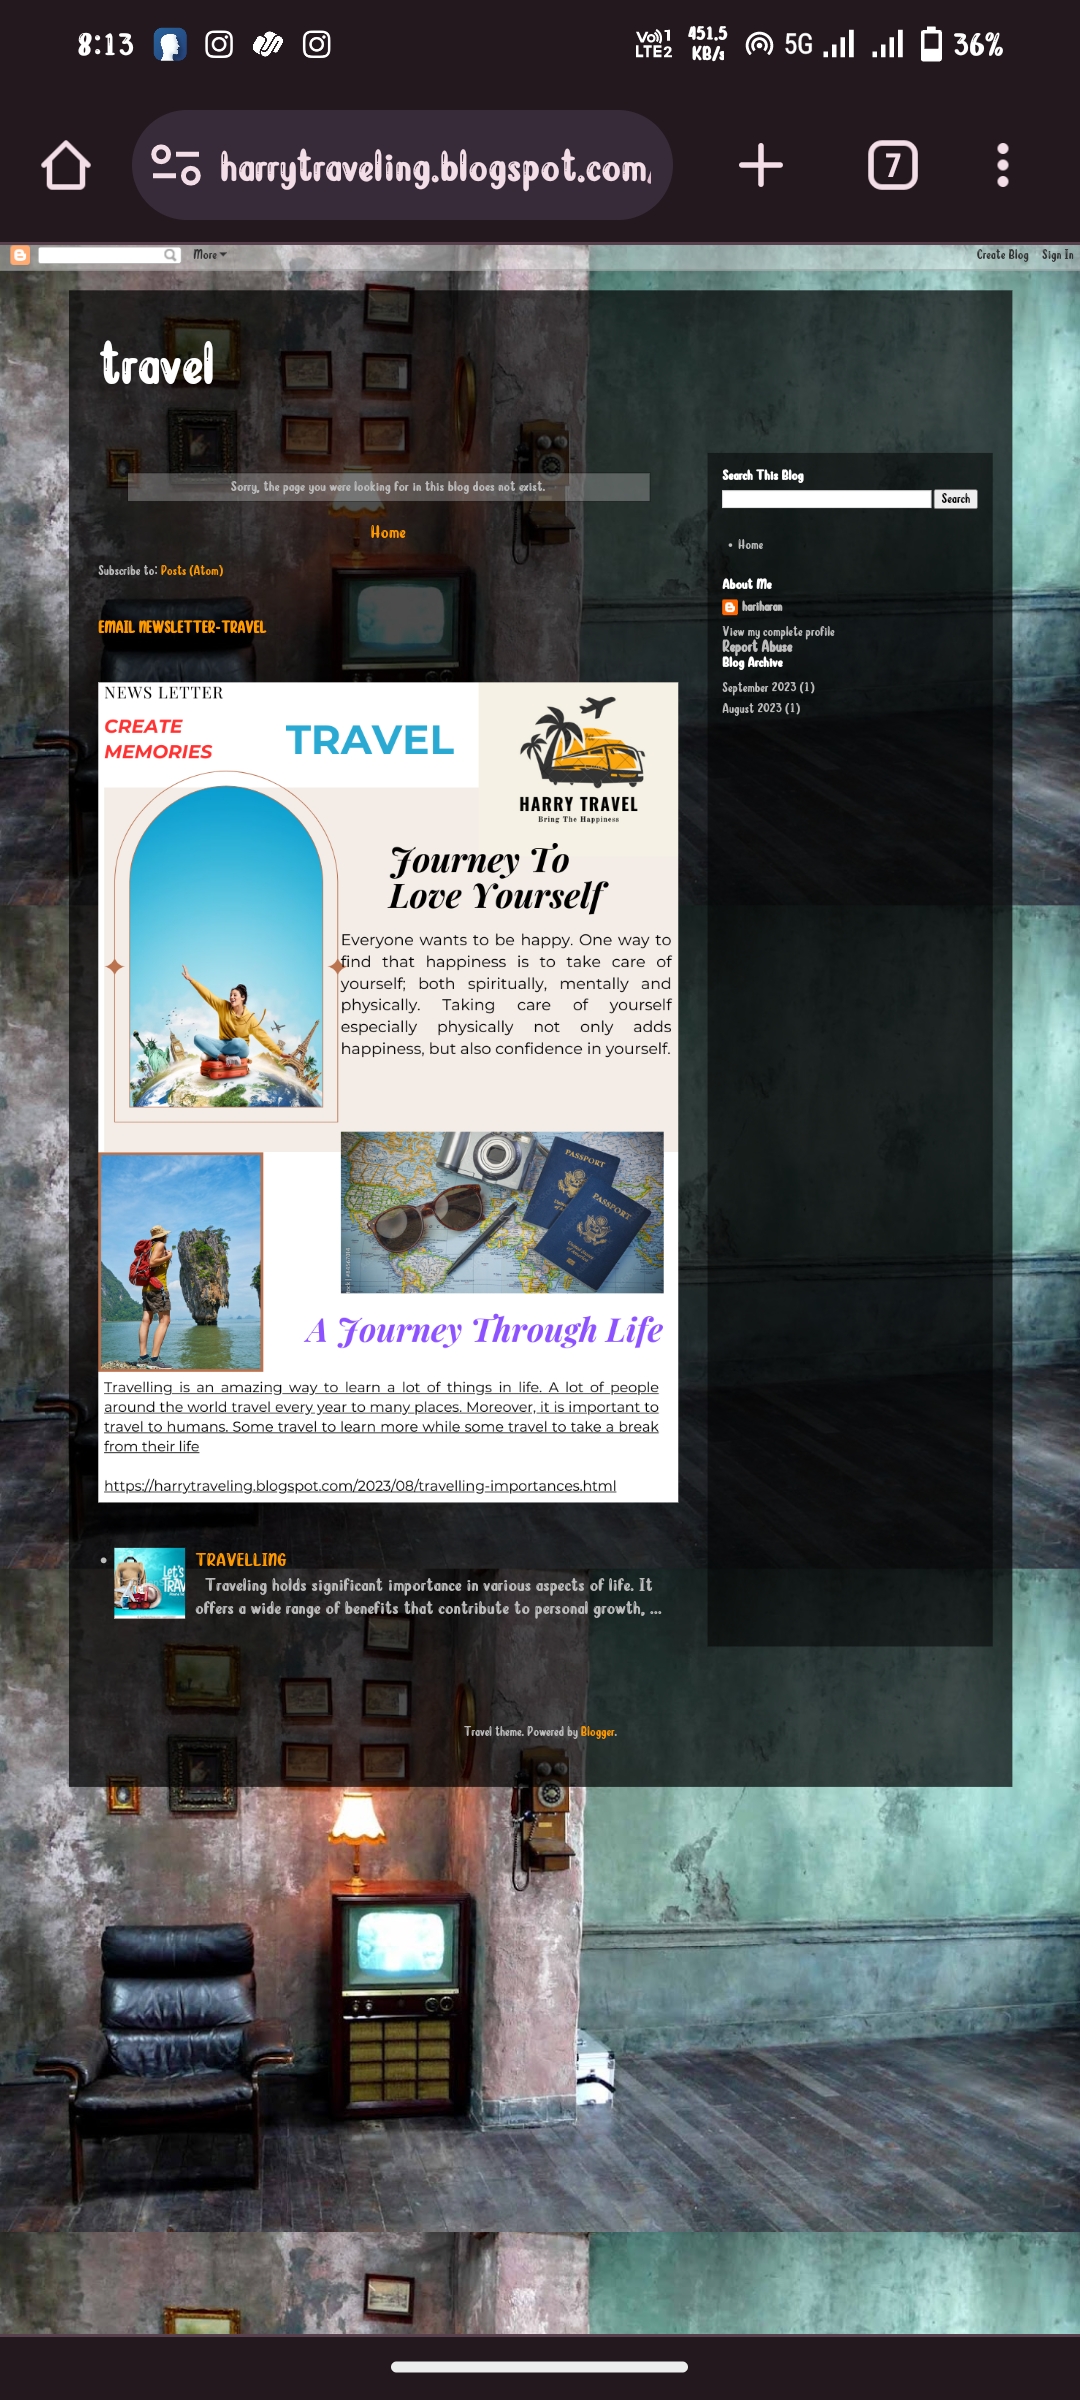 8:13
Vo)) 1
LTE2
451.5
KB/s
5G
36%
harrytraveling.blogspot.com/
7
More
Create Blog Sign In
travel
Sorry, the page you were looking for in this blog does not exist.
Home
Subscribe to: Posts (Atom)
EMAIL NEWSLETTER-TRAVEL
NEWS LETTER
CREATE
MEMORIES
TRAVEL
HARRY TRAVEL
Bring The Happiness
Journey To
Love Yourself
Everyone wants to be happy. One way to
find that happiness is to take care of
yourself; both spiritually, mentally and
physically. Taking care of yourself
especially physically not only adds
happiness, but also confidence in yourself.
PASSPORT
PASSPORT
United States
of America
A Journey Through Life
Travelling is an amazing way to learn a lot of things in life. A lot of people
around the world travel every year to many places. Moreover, it is important to
travel to humans. Some travel to learn more while some travel to take a break
from their life
https://harrytraveling.blogspot.com/2023/08/travelling-importances.html
Let's
TRAV
TRAVELLING
Traveling holds significant importance in various aspects of life. It
offers a wide range of benefits that contribute to personal growth, ...
Search This Blog
Search
Home
About Me
hariharan
View my complete profile
Report Abuse
Blog Archive
September 2023 (1)
August 2023 (1)
Travel theme. Powered by Blogger.